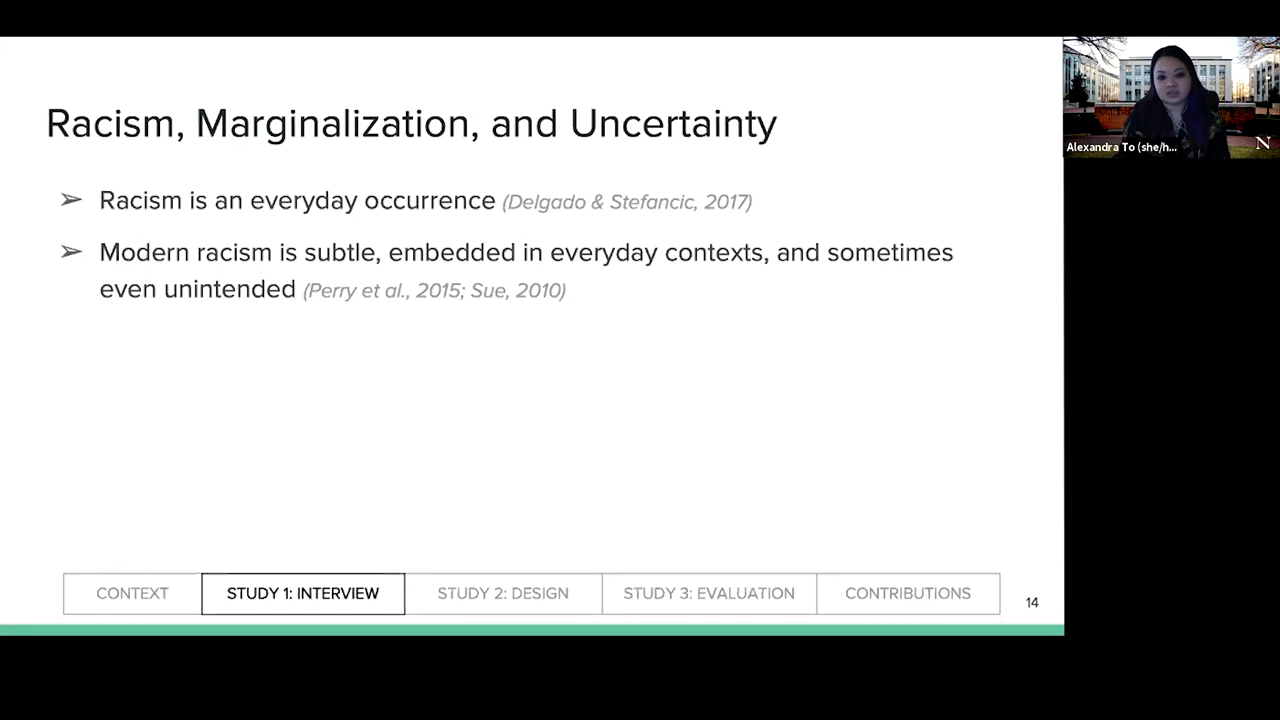 Racism, Marginalization, and Uncertainty
➢ Racism is an everyday occurrence (Delgado & Stefancic, 2017)
➢ Modern racism is subtle, embedded in everyday contexts, and sometimes
even unintended (Perry et al., 2015; Sue, 2010)
CONTEXT
STUDY 1: INTERVIEW
STUDY 2: DESIGN
STUDY 3: EVALUATION
CONTRIBUTIONS
14
Alexandra To (she/h...
N